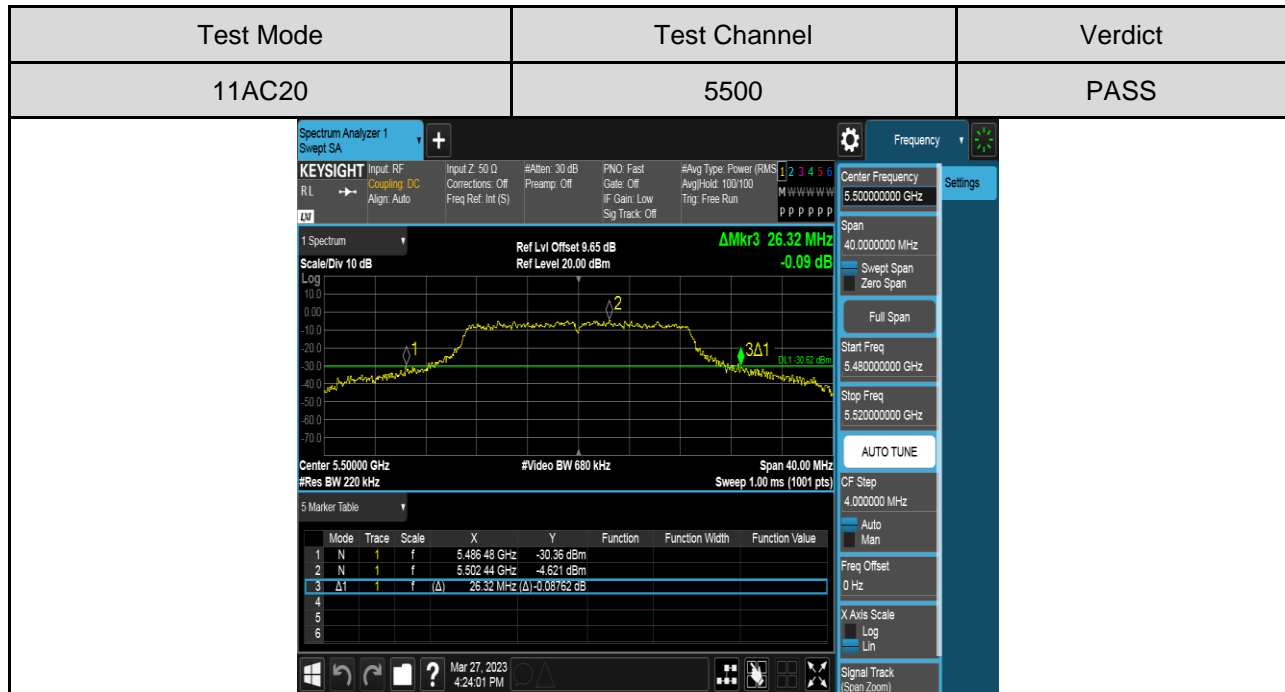 Test Mode Test Channel Verdict
11AC20 5500 PASS
Spectrum Analyzer 1
Swept SA
+
Frequency
KEYSIGHT
RL
LXI
Input: RF
Coupling: DC
Align: Auto
Input Z: 50 Ω
Corrections: Off
Freq Ref: Int (S)
#Atten: 30 dB
Preamp: Off
PNO: Fast
Gate: Off
IF Gain: Low
Sig Track: Off
#Avg Type: Power (RMS
Avg|Hold: 100/100
Trig: Free Run
1 2 3 4 5 6
M W W W W W
P P P P P P
Settings
1 Spectrum
Scale/Div 10 dB
Ref Lvl Offset 9.65 dB
Ref Level 20.00 dBm
ΔMkr3 26.32 MHz
-0.09 dB
Log
10.0
0.00
-10.0
-20.0
-30.0
-40.0
-50.0
-60.0
-70.0
1
2
3Δ1
DL1 -30.62 dBm
Center 5.50000 GHz
#Res BW 220 kHz
#Video BW 680 kHz
Span 40.00 MHz
Sweep 1.00 ms (1001 pts)
5 Marker Table
Mode Trace Scale X Y Function Function Width Function Value
1 N 1 f 5.486 48 GHz -30.36 dBm
2 N 1 f 5.502 44 GHz -4.621 dBm
3 Δ1 1 f (Δ) 26.32 MHz (Δ) -0.08762 dB
4
5
6
Center Frequency
5.500000000 GHz
Span
40.0000000 MHz
Swept Span
Zero Span
Full Span
Start Freq
5.480000000 GHz
Stop Freq
5.520000000 GHz
AUTO TUNE
CF Step
4.000000 MHz
Auto
Man
Freq Offset
0 Hz
X Axis Scale
Log
Lin
Signal Track
(Span Zoom)
?
Mar 27, 2023
4:24:01 PM